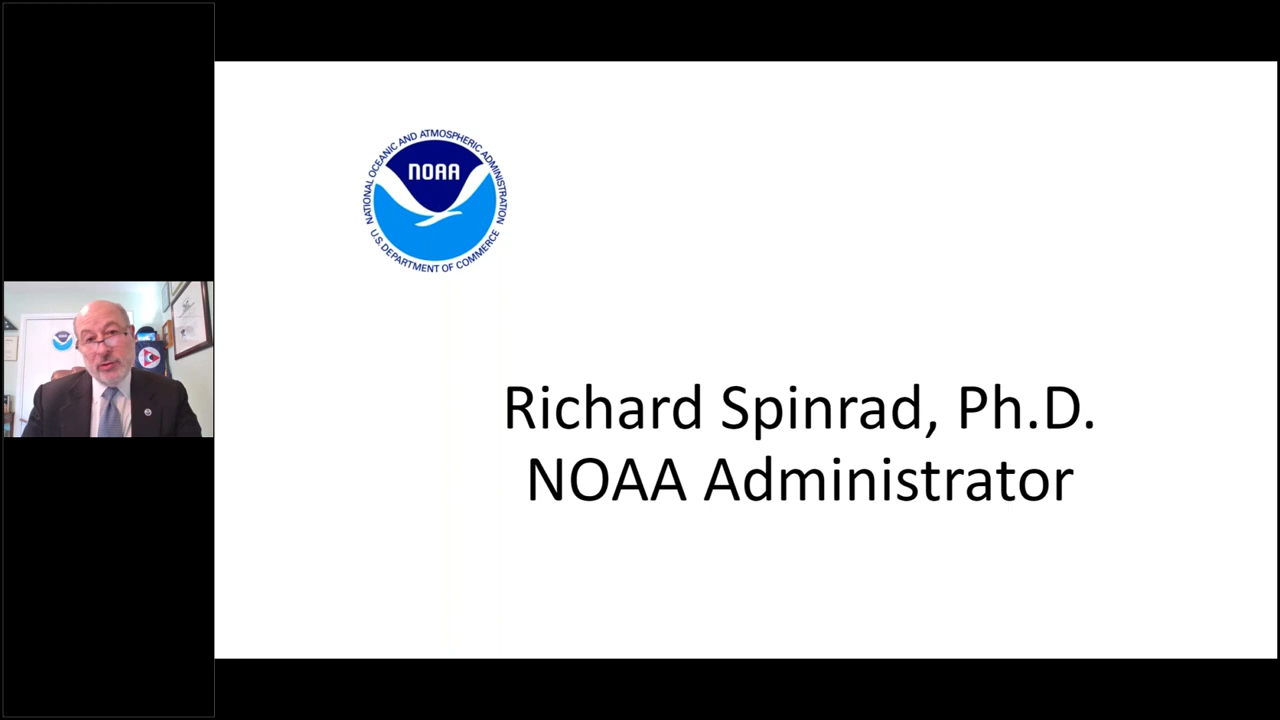 NATIONAL OCEANIC AND ATMOSPHERIC ADMINISTRATION
NOAA
U.S. DEPARTMENT OF COMMERCE
Richard Spinrad, Ph.D.
NOAA Administrator